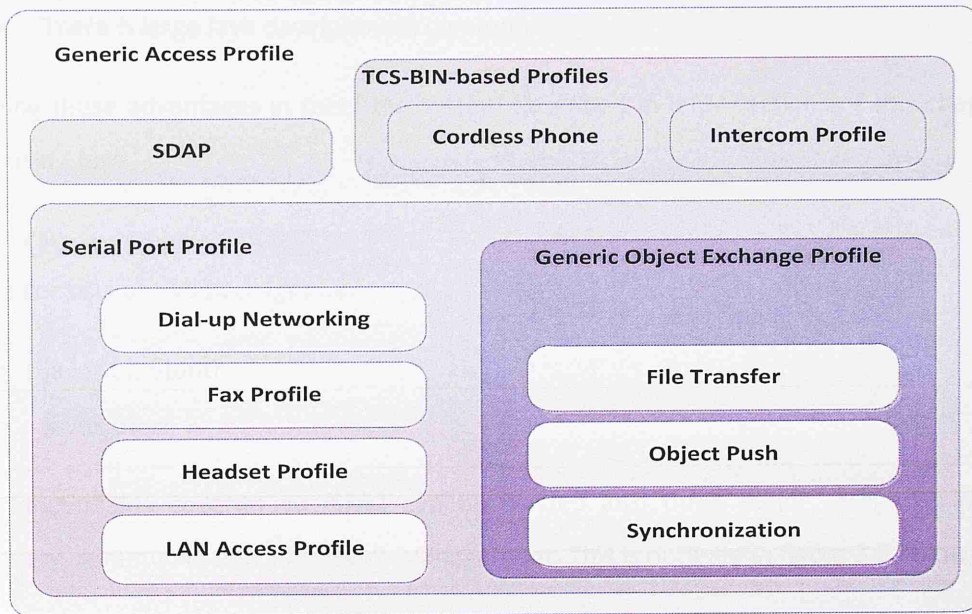 Generic Access Profile
TCS-BIN-based Profiles
SDAP
Cordless Phone
Intercom Profile
Serial Port Profile
Generic Object Exchange Profile
Dial-up Networking
Fax Profile
Headset Profile
LAN Access Profile
File Transfer
Object Push
Synchronization